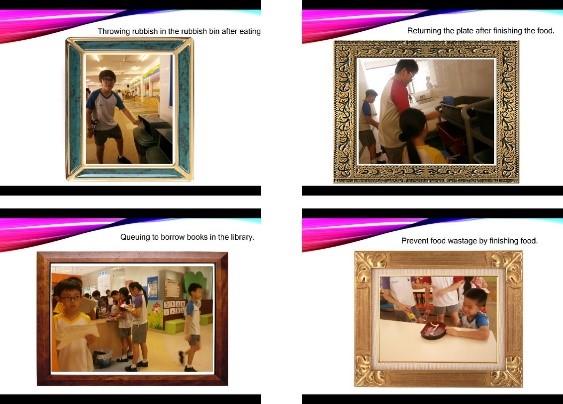 Throwing rubbish in the rubbish bin after eating
Returning the plate after finishing the food.
Queuing to borrow books in the library.
Prevent food wastage by finishing food.